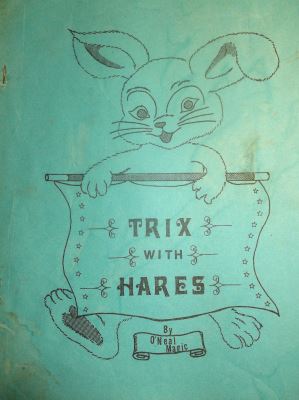 TRIX
WITH
HARES
By
O'Neal
Magic